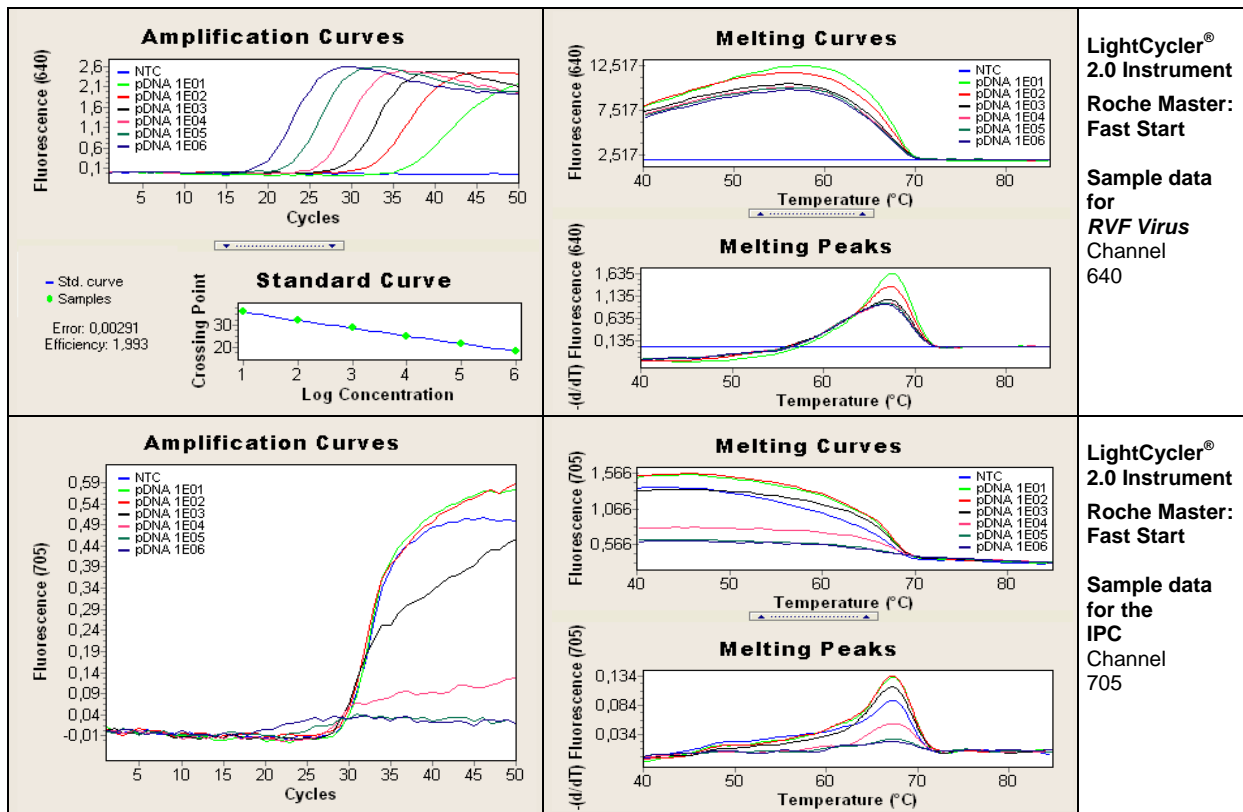 Amplification Curves
Fluorescence (640)
2,6
2,1
1,6
1,1
0,6
0,1
NTC
pDNA 1E01
pDNA 1E02
pDNA 1E03
pDNA 1E04
pDNA 1E05
pDNA 1E06
5 10 15 20 25 30 35 40 45 50
Cycles
Std. curve
Samples
Error: 0,00291
Efficiency: 1,993
Standard Curve
Crossing Point
30
20
1 2 3 4 5 6
Log Concentration
Melting Curves
Fluorescence (640)
12,517
7,517
2,517
NTC
pDNA 1E01
pDNA 1E02
pDNA 1E03
pDNA 1E04
pDNA 1E05
pDNA 1E06
40 50 60 70 80
Temperature (°C)
Melting Peaks
-(d/dT) Fluorescence (640)
1,635
1,135
0,635
0,135
40 50 60 70 80
Temperature (°C)
LightCycler®
2.0 Instrument
Roche Master:
Fast Start
Sample data
for
RVF Virus
Channel
640
Amplification Curves
Fluorescence (705)
0,59
0,54
0,49
0,44
0,38
0,34
0,29
0,24
0,19
0,14
0,09
0,04
-0,01
NTC
pDNA 1E01
pDNA 1E02
pDNA 1E03
pDNA 1E04
pDNA 1E05
pDNA 1E06
5 10 15 20 25 30 35 40 45 50
Cycles
Melting Curves
Fluorescence (705)
1,566
1,066
0,566
NTC
pDNA 1E01
pDNA 1E02
pDNA 1E03
pDNA 1E04
pDNA 1E05
pDNA 1E06
40 50 60 70 80
Temperature (°C)
Melting Peaks
-(d/dT) Fluorescence (705)
0,134
0,084
0,034
40 50 60 70 80
Temperature (°C)
LightCycler®
2.0 Instrument
Roche Master:
Fast Start
Sample data
for the
IPC
Channel
705